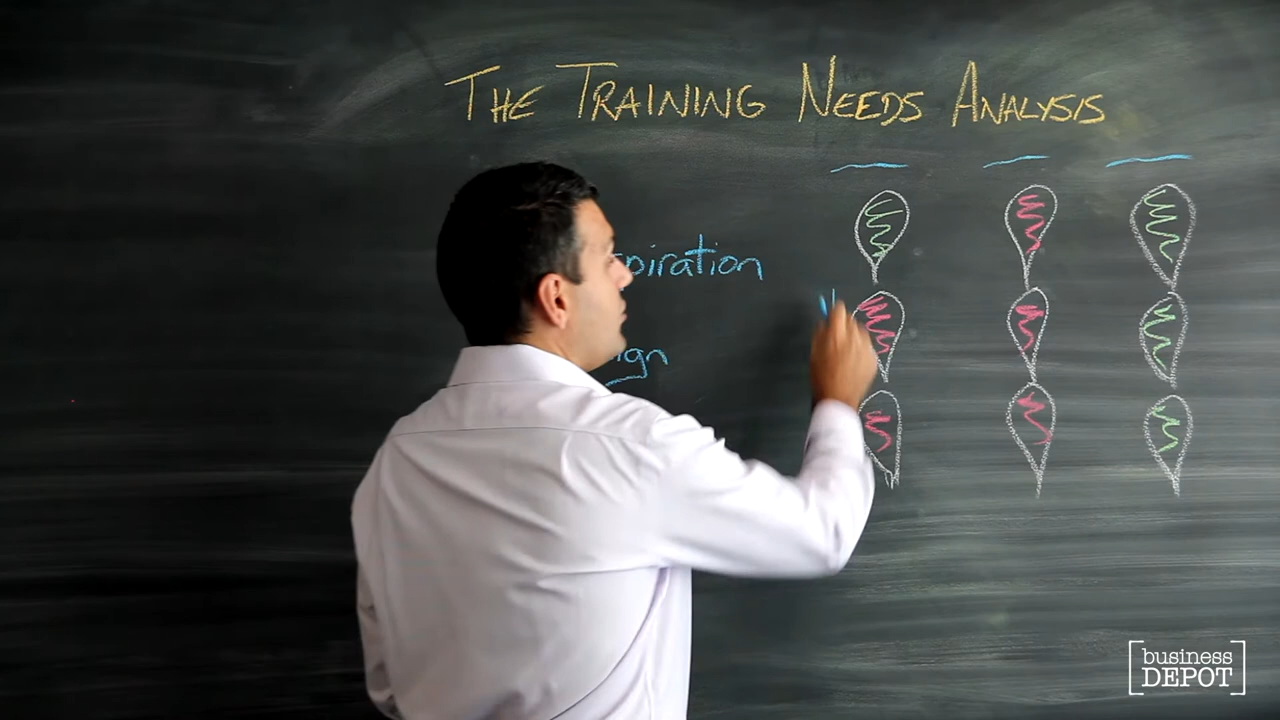 THE TRAINING NEEDS ANALYSIS
piration
ign
[business
DEPOT]